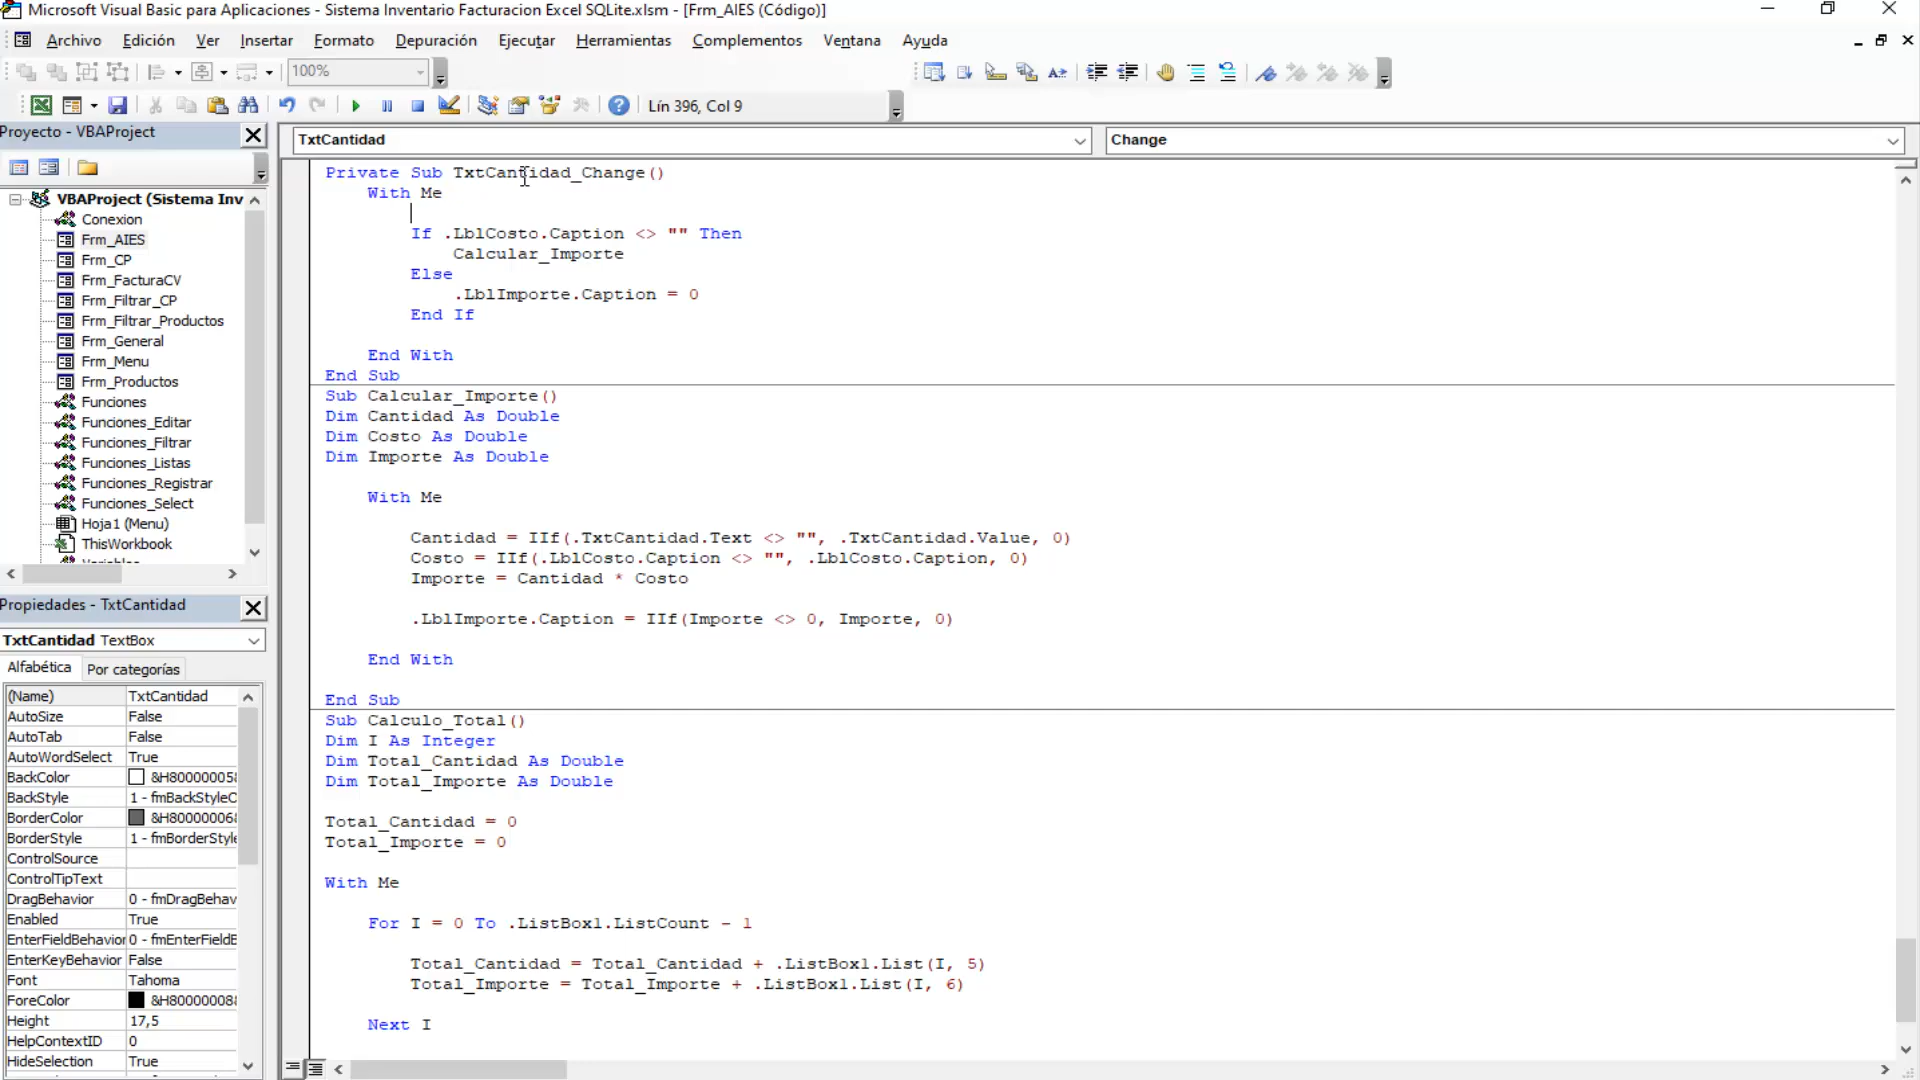 Microsoft Visual Basic para Aplicaciones - Sistema Inventario Facturacion Excel SQLite.xlsm - [Frm_AIES (Código)]
Archivo Edición Ver Insertar Formato Depuración Ejecutar Herramientas Complementos Ventana Ayuda
100%
Lín 396, Col 9
Proyecto - VBAProject
VBAProject (Sistema Inv
Conexion
Frm_AIES
Frm_CP
Frm_FacturaCV
Frm_Filtrar_CP
Frm_Filtrar_Productos
Frm_General
Frm_Menu
Frm_Productos
Funciones
Funciones_Editar
Funciones_Filtrar
Funciones_Listas
Funciones_Registrar
Funciones_Select
Hoja1 (Menu)
ThisWorkbook
Propiedades - TxtCantidad
TxtCantidad TextBox
Alfabética Por categorías
(Name) TxtCantidad
AutoSize False
AutoTab False
AutoWordSelect True
BackColor &H80000005&
BackStyle 1 - fmBackStyleO
BorderColor &H80000006&
BorderStyle 1 - fmBorderStyle
ControlSource
ControlTipText
DragBehavior 0 - fmDragBehav
Enabled True
EnterFieldBehavior 0 - fmEnterFieldB
EnterKeyBehavior False
Font Tahoma
ForeColor &H80000008&
Height 17,5
HelpContextID 0
HideSelection True
TxtCantidad Change
Private Sub TxtCantidad_Change()
With Me
If .LblCosto.Caption <> "" Then
Calcular_Importe
Else
.LblImporte.Caption = 0
End If
End With
End Sub
Sub Calcular_Importe()
Dim Cantidad As Double
Dim Costo As Double
Dim Importe As Double
With Me
Cantidad = IIf(.TxtCantidad.Text <> "", .TxtCantidad.Value, 0)
Costo = IIf(.LblCosto.Caption <> "", .LblCosto.Caption, 0)
Importe = Cantidad * Costo
.LblImporte.Caption = IIf(Importe <> 0, Importe, 0)
End With
End Sub
Sub Calculo_Total()
Dim I As Integer
Dim Total_Cantidad As Double
Dim Total_Importe As Double
Total_Cantidad = 0
Total_Importe = 0
With Me
For I = 0 To .ListBox1.ListCount - 1
Total_Cantidad = Total_Cantidad + .ListBox1.List(I, 5)
Total_Importe = Total_Importe + .ListBox1.List(I, 6)
Next I